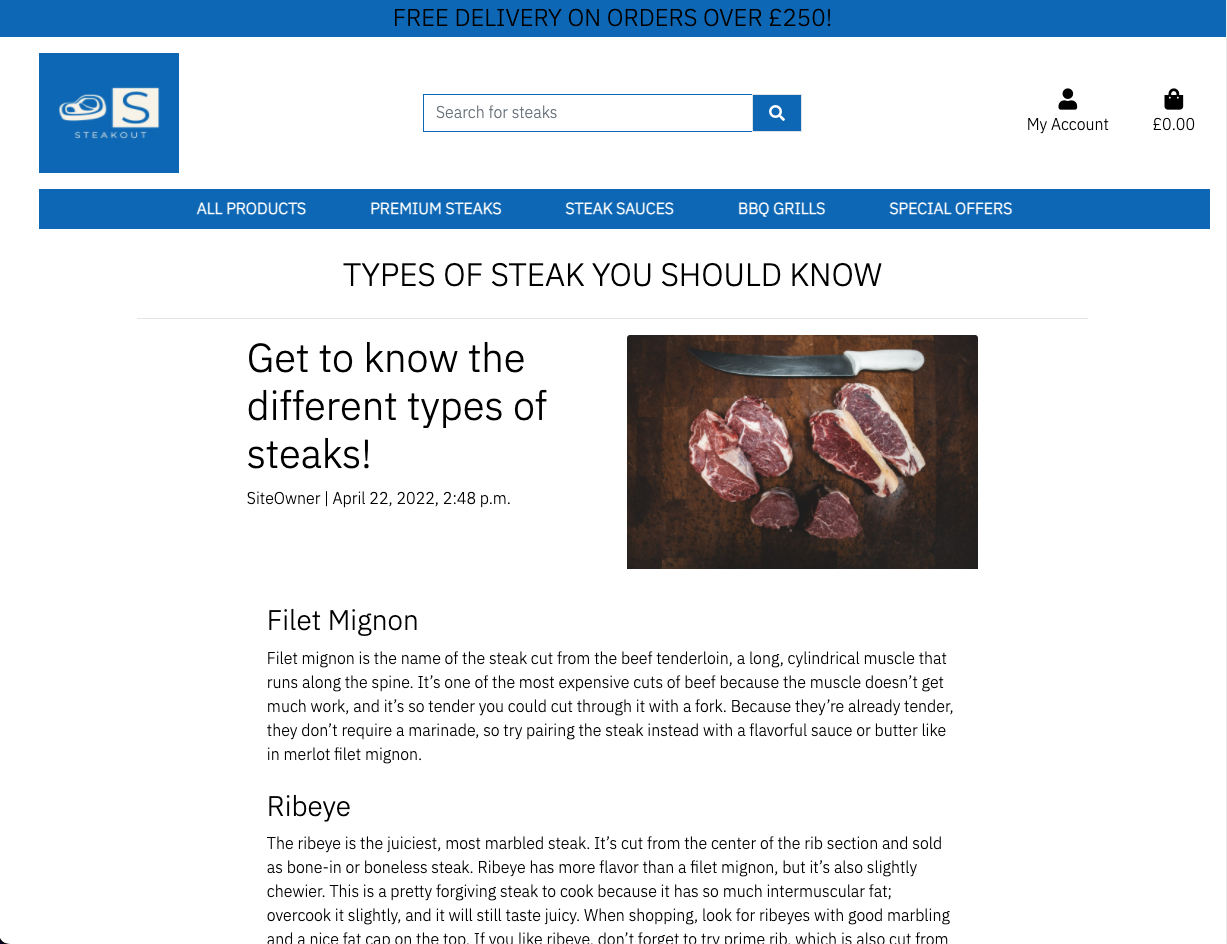 FREE DELIVERY ON ORDERS OVER £250!
S
STEAKOUT
Search for steaks
My Account
£0.00
ALL PRODUCTS
PREMIUM STEAKS
STEAK SAUCES
BBQ GRILLS
SPECIAL OFFERS
TYPES OF STEAK YOU SHOULD KNOW
Get to know the
different types of
steaks!
SiteOwner | April 22, 2022, 2:48 p.m.
Filet Mignon
Filet mignon is the name of the steak cut from the beef tenderloin, a long, cylindrical muscle that
runs along the spine. It’s one of the most expensive cuts of beef because the muscle doesn’t get
much work, and it’s so tender you could cut through it with a fork. Because they’re already tender,
they don’t require a marinade, so try pairing the steak instead with a flavorful sauce or butter like
in merlot filet mignon.
Ribeye
The ribeye is the juiciest, most marbled steak. It’s cut from the center of the rib section and sold
as bone-in or boneless steak. Ribeye has more flavor than a filet mignon, but it’s also slightly
chewier. This is a pretty forgiving steak to cook because it has so much intermuscular fat;
overcook it slightly, and it will still taste juicy. When shopping, look for ribeyes with good marbling
and a nice fat cap on the top. If you like ribeye, don’t forget to try prime rib, which is also cut from